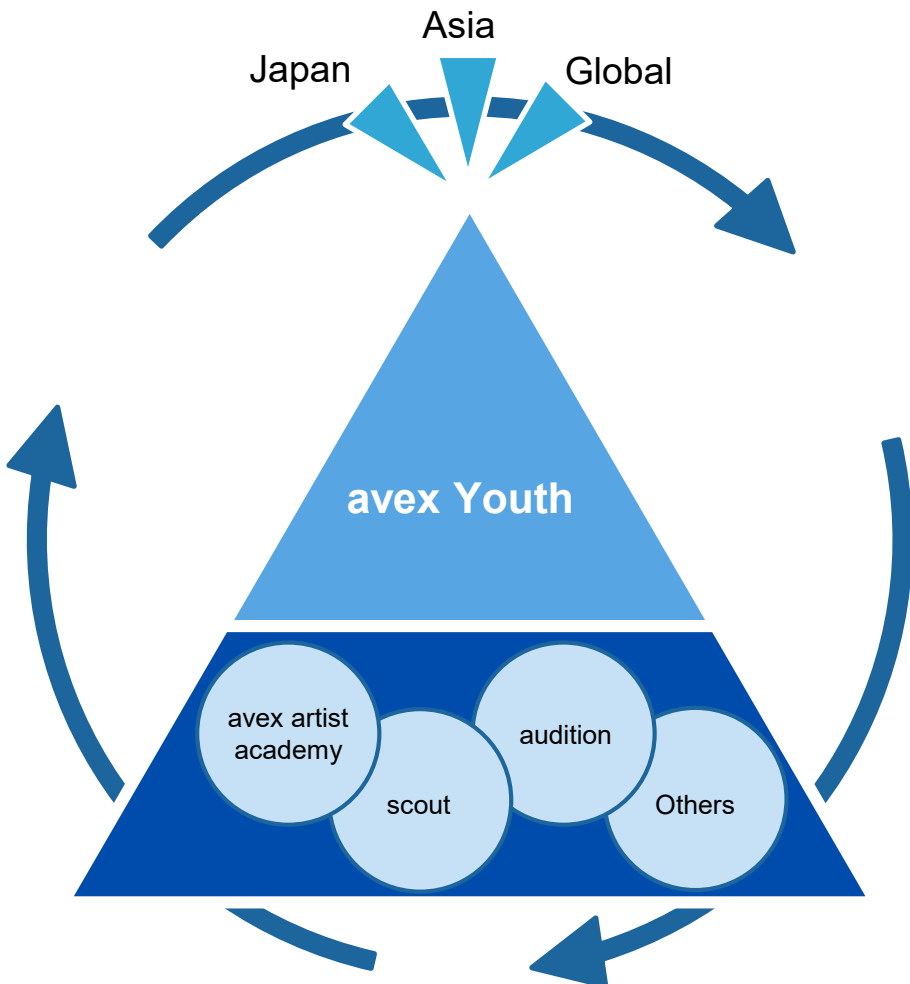 Asia
Japan
Global
avex Youth
avex artist
academy
audition
scout
Others